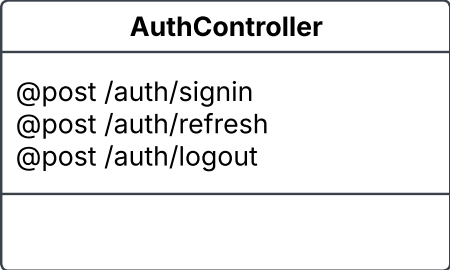 AuthController
@post /auth/signin
@post /auth/refresh
@post /auth/logout